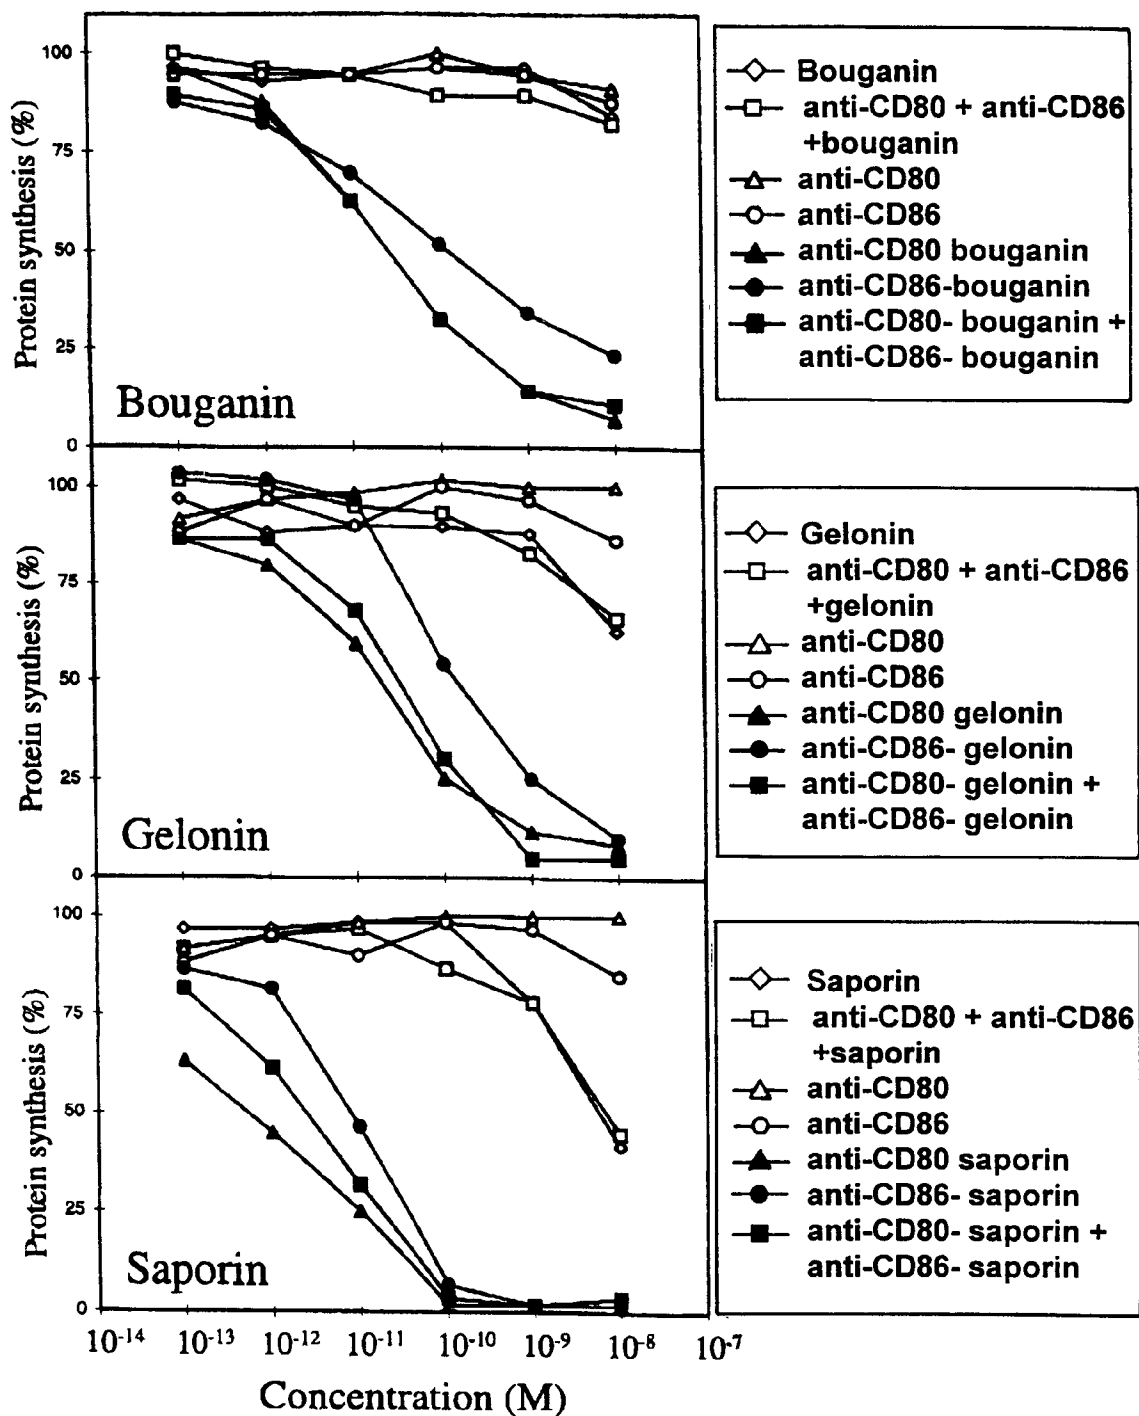 100
75
50
25
0
Protein synthesis (%)
Bouganin
Bouganin
anti-CD80 + anti-CD86
+bouganin
anti-CD80
anti-CD86
anti-CD80 bouganin
anti-CD86-bouganin
anti-CD80- bouganin +
anti-CD86- bouganin
100
75
50
25
0
Protein synthesis (%)
Gelonin
Gelonin
anti-CD80 + anti-CD86
+gelonin
anti-CD80
anti-CD86
anti-CD80 gelonin
anti-CD86- gelonin
anti-CD80- gelonin +
anti-CD86- gelonin
100
75
50
25
0
Protein synthesis (%)
Saporin
Saporin
anti-CD80 + anti-CD86
+saporin
anti-CD80
anti-CD86
anti-CD80 saporin
anti-CD86- saporin
anti-CD80- saporin +
anti-CD86- saporin
10⁻¹⁴ 10⁻¹³ 10⁻¹² 10⁻¹¹ 10⁻¹⁰ 10⁻⁹ 10⁻⁸ 10⁻⁷
Concentration (M)